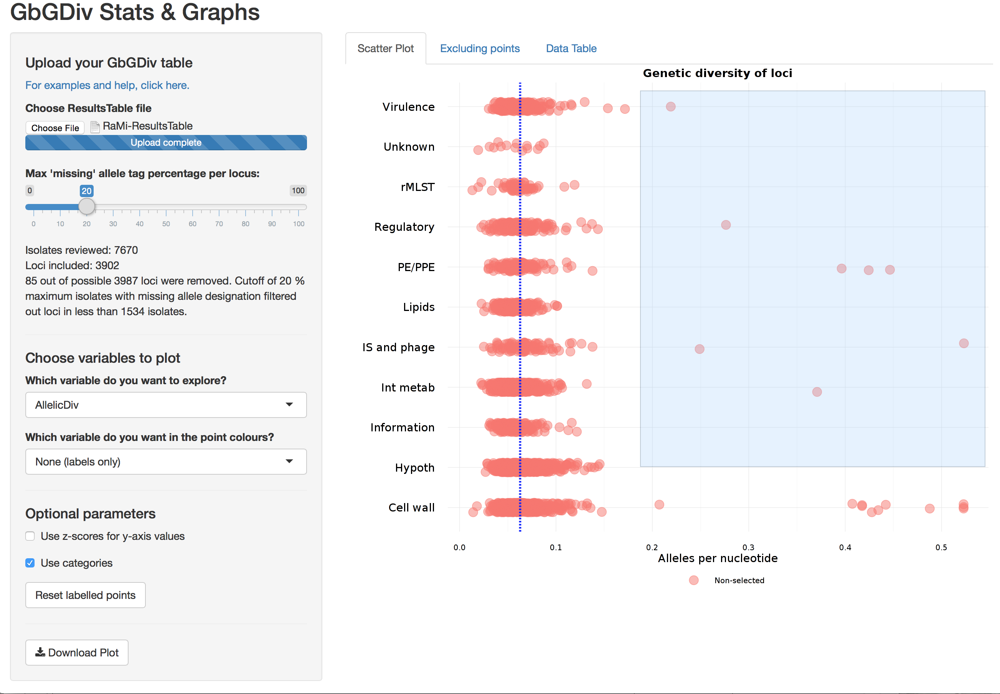 GbGDiv Stats & Graphs
Upload your GbGDiv table
For examples and help, click here.
Choose ResultsTable file
Choose File RaMi-ResultsTable
Upload complete
Max 'missing' allele tag percentage per locus:
0 20 100
0 10 20 30 40 50 60 70 80 90 100
Isolates reviewed: 7670
Loci included: 3902
85 out of possible 3987 loci were removed. Cutoff of 20 %
maximum isolates with missing allele designation filtered
out loci in less than 1534 isolates.
Choose variables to plot
Which variable do you want to explore?
AllelicDiv
Which variable do you want in the point colours?
None (labels only)
Optional parameters
Use z-scores for y-axis values
Use categories
Reset labelled points
Download Plot
Scatter Plot Excluding points Data Table
Genetic diversity of loci
Virulence
Unknown
rMLST
Regulatory
PE/PPE
Lipids
IS and phage
Int metab
Information
Hypoth
Cell wall
0.0 0.1 0.2 0.3 0.4 0.5
Alleles per nucleotide
Non-selected